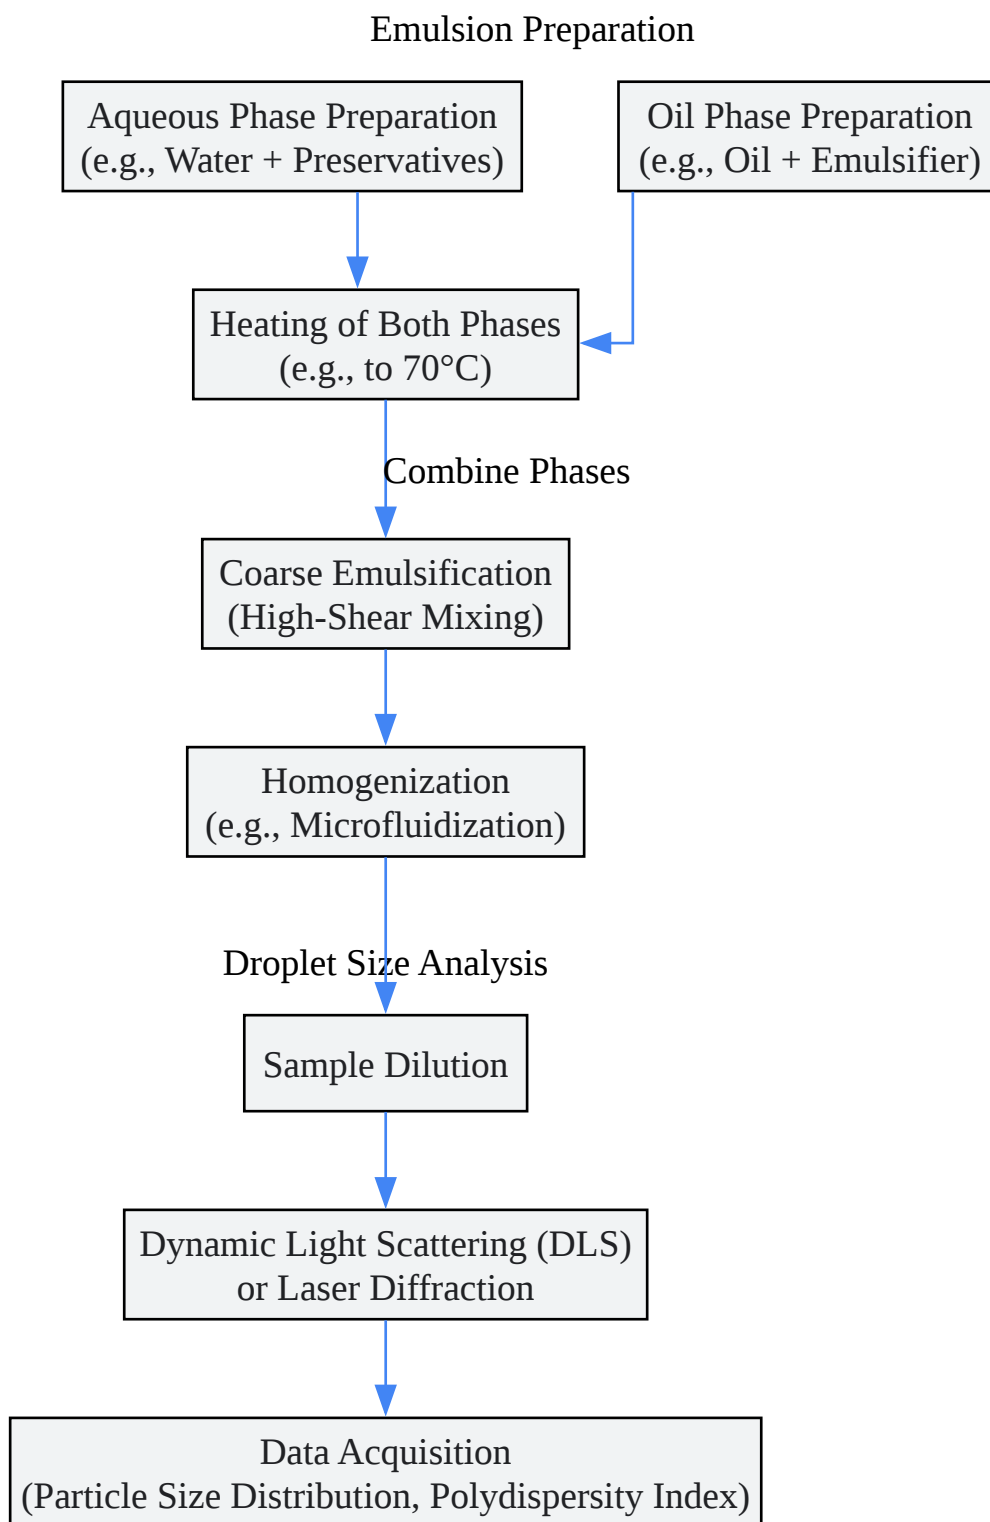 Emulsion Preparation
Aqueous Phase Preparation
(e.g., Water + Preservatives)
Oil Phase Preparation
(e.g., Oil + Emulsifier)
Heating of Both Phases
(e.g., to 70°C)
Combine Phases
Coarse Emulsification
(High-Shear Mixing)
Homogenization
(e.g., Microfluidization)
Droplet Size Analysis
Sample Dilution
Dynamic Light Scattering (DLS)
or Laser Diffraction
Data Acquisition
(Particle Size Distribution, Polydispersity Index)